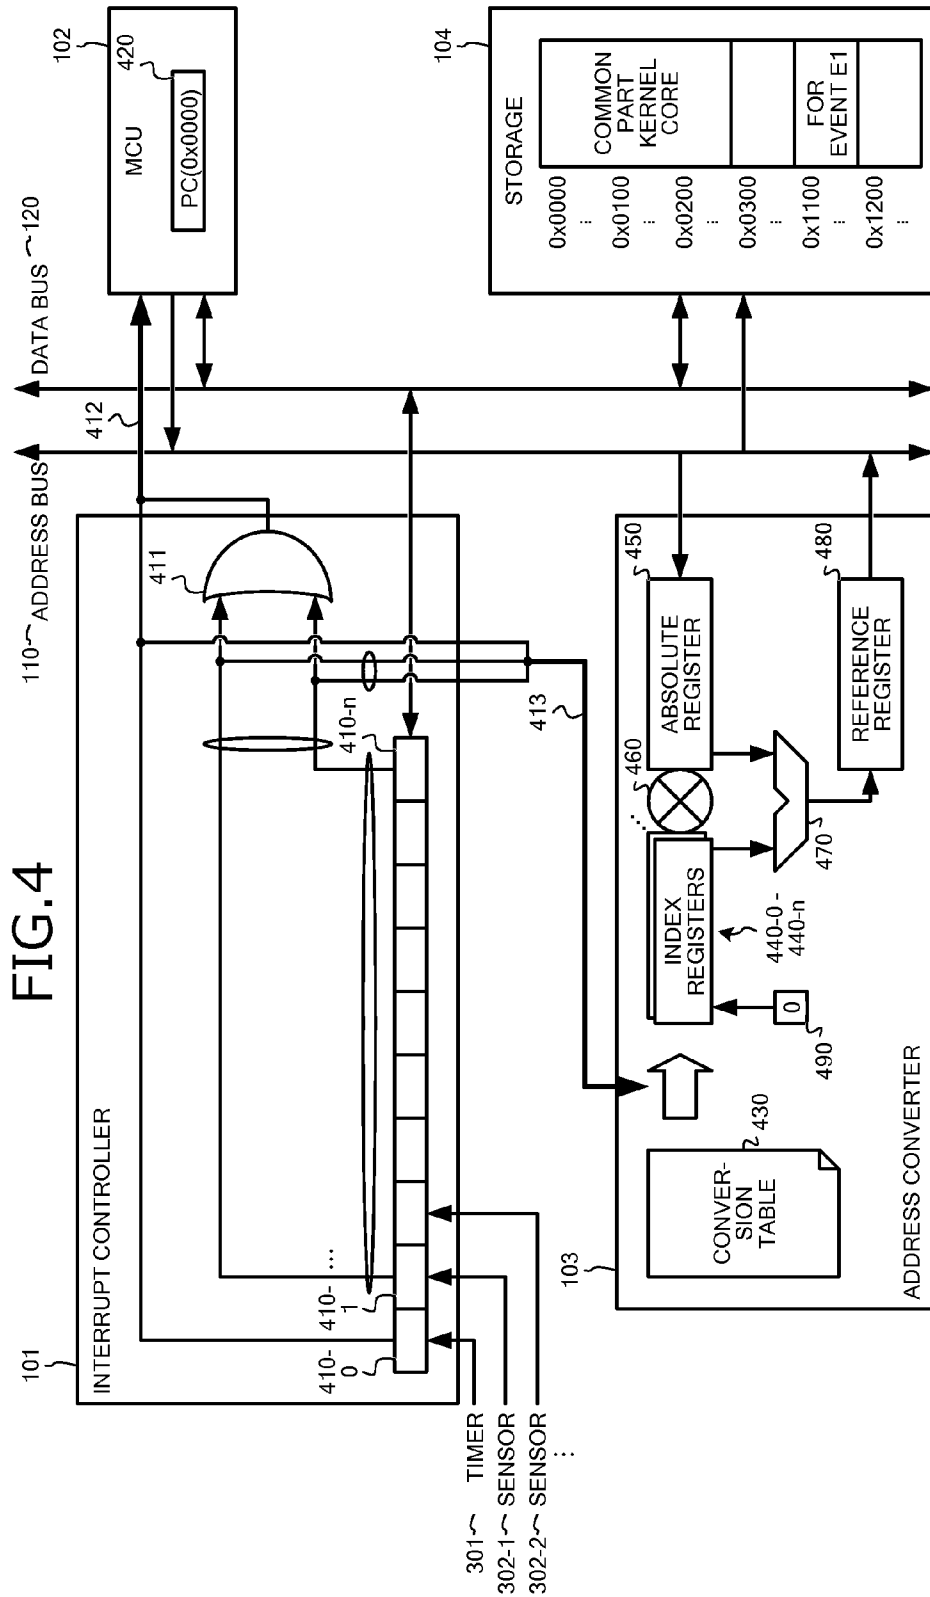 FIG.4
101
INTERRUPT CONTROLLER
410-
0
410-
1
...
410-n
411
301
TIMER
302-1
SENSOR
302-2
SENSOR
...
110
ADDRESS BUS
412
DATA BUS
120
413
102
MCU
420
PC(0x0000)
103
ADDRESS CONVERTER
CONVER-
SION
TABLE
430
INDEX
REGISTERS
...
440-0 -
440-n
0
490
460
ABSOLUTE
REGISTER
450
470
REFERENCE
REGISTER
480
104
STORAGE
0x0000
...
0x0100
...
0x0200
...
0x0300
...
0x1100
...
0x1200
...
COMMON
PART
KERNEL
CORE
FOR
EVENT E1